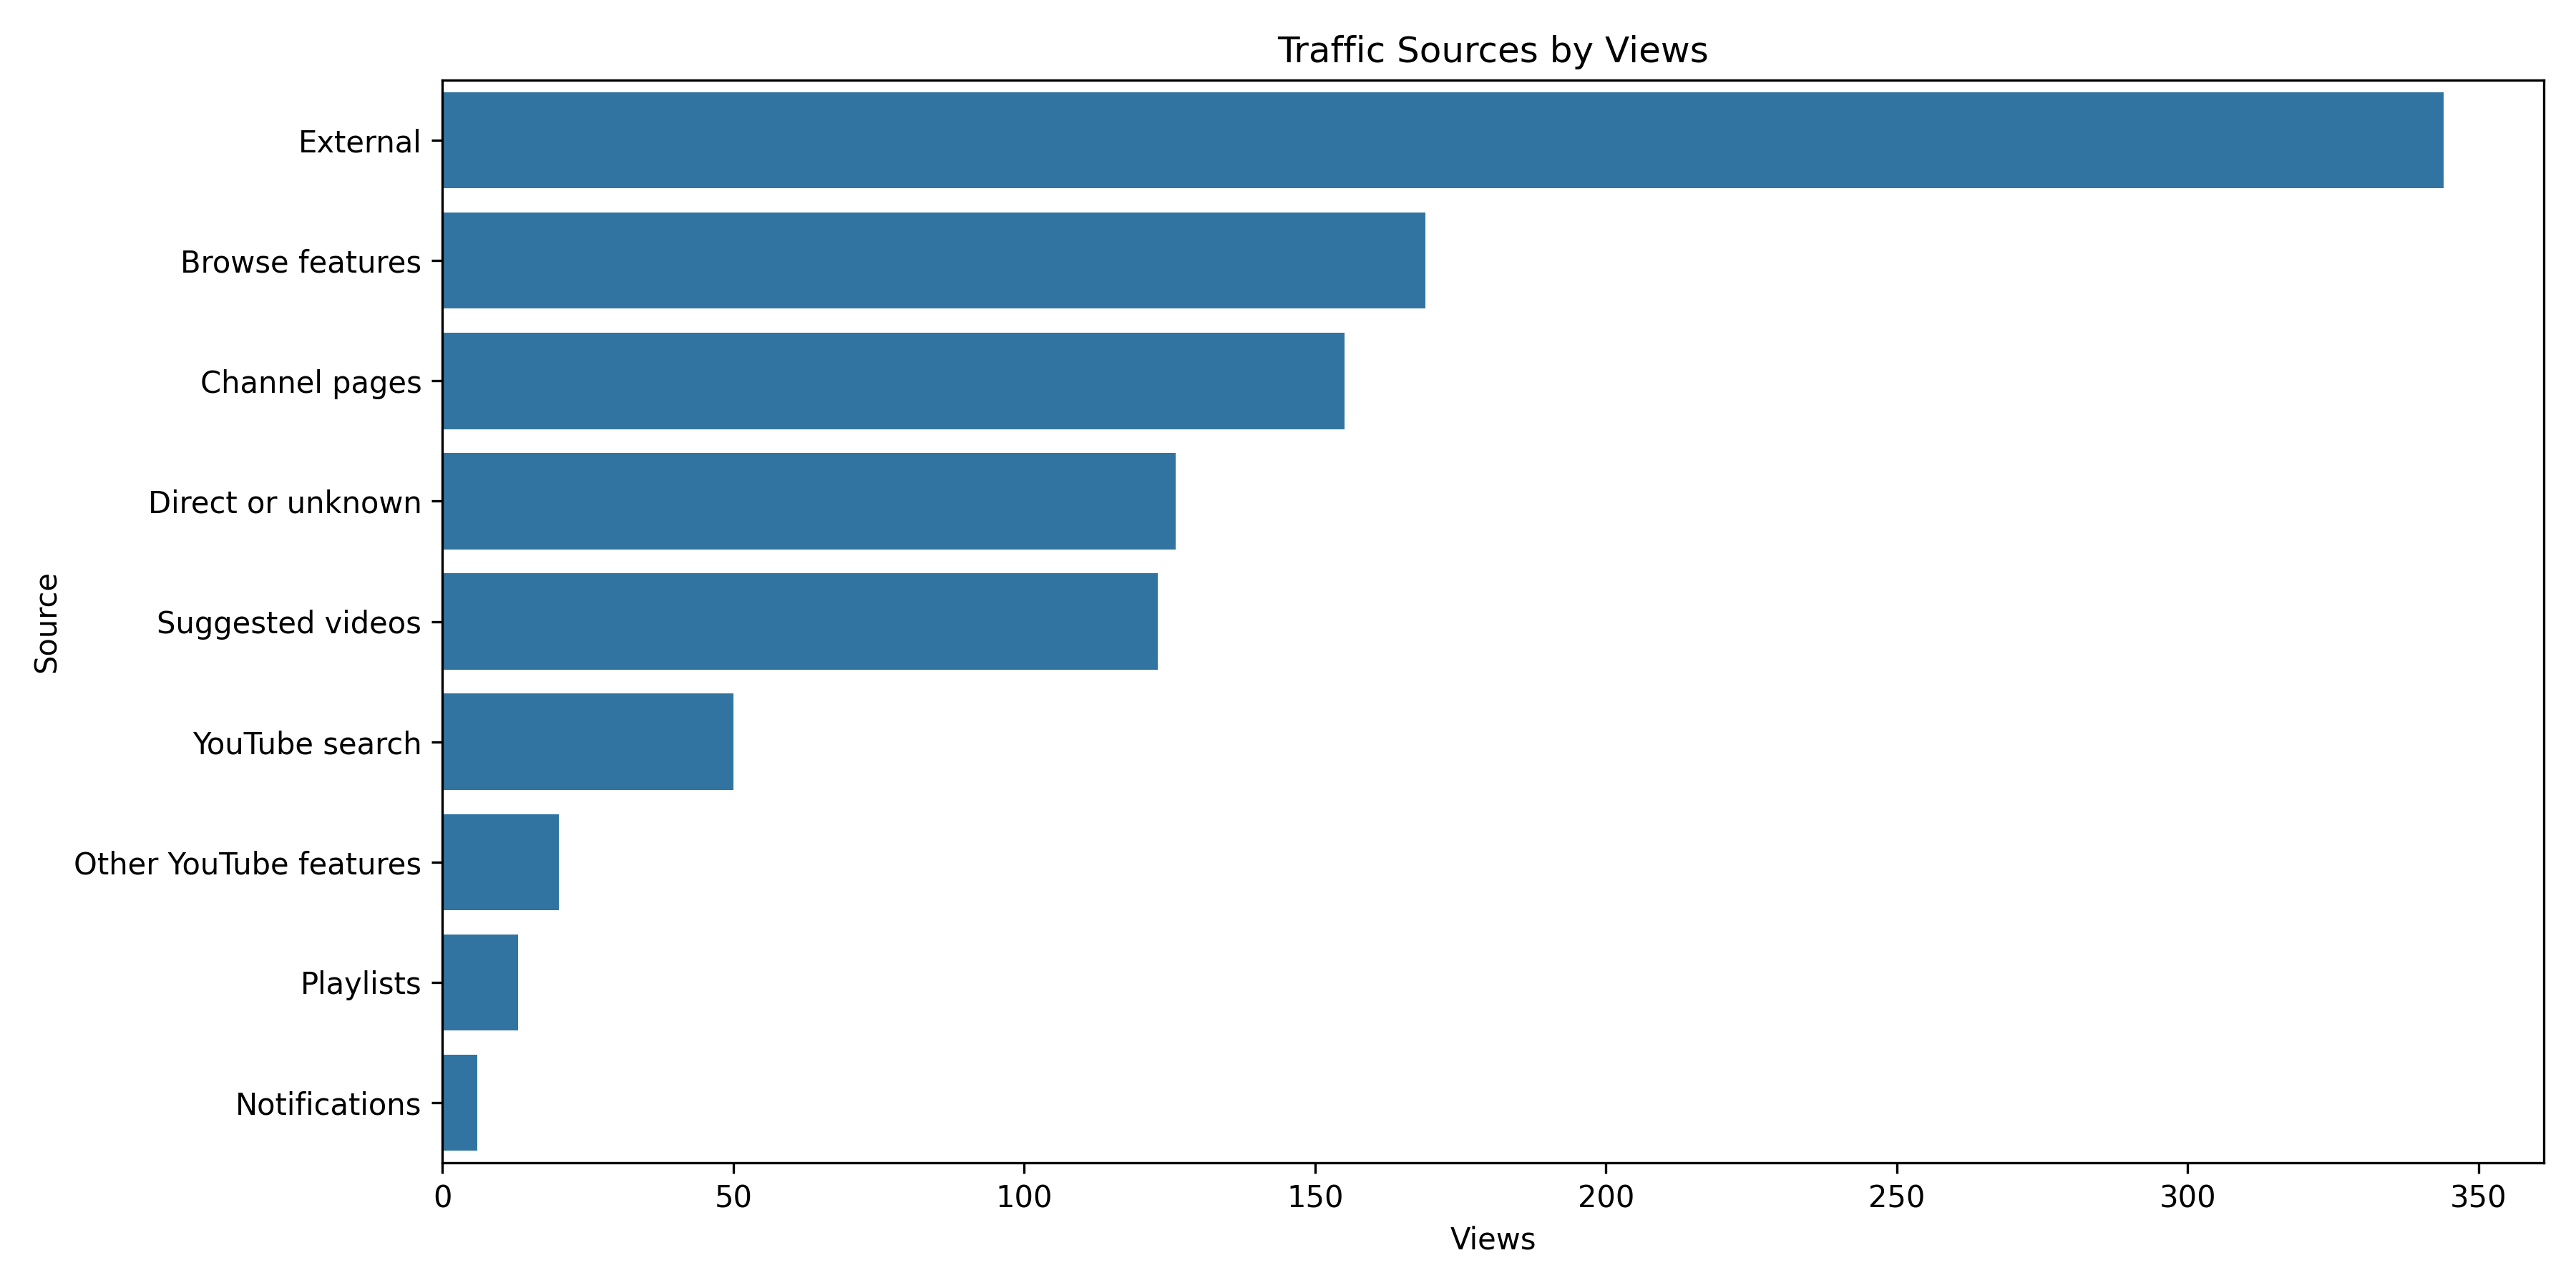 Traffic Sources by Views
Source
External
Browse features
Channel pages
Direct or unknown
Suggested videos
YouTube search
Other YouTube features
Playlists
Notifications
0 50 100 150 200 250 300 350
Views